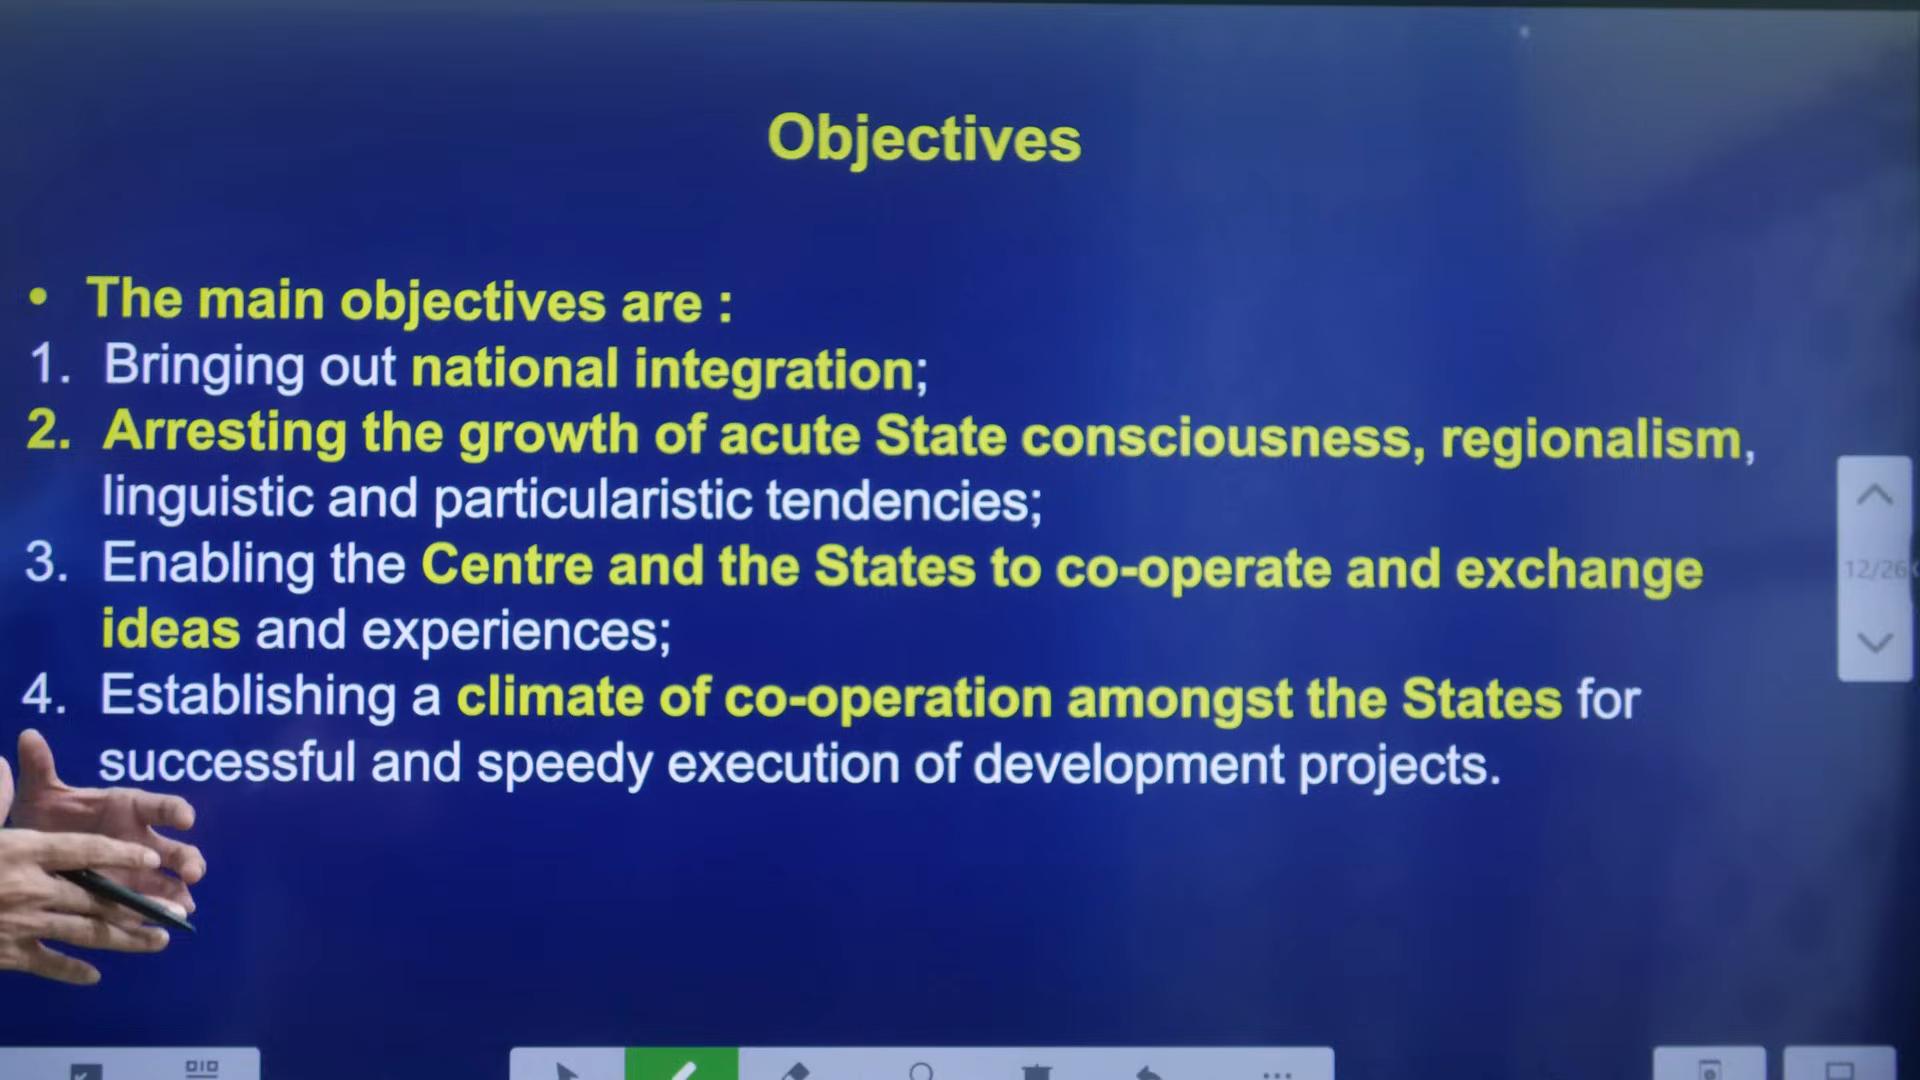 Objectives
• The main objectives are :
1. Bringing out national integration;
2. Arresting the growth of acute State consciousness, regionalism,
linguistic and particularistic tendencies;
3. Enabling the Centre and the States to co-operate and exchange
ideas and experiences;
4. Establishing a climate of co-operation amongst the States for
successful and speedy execution of development projects.
12/26